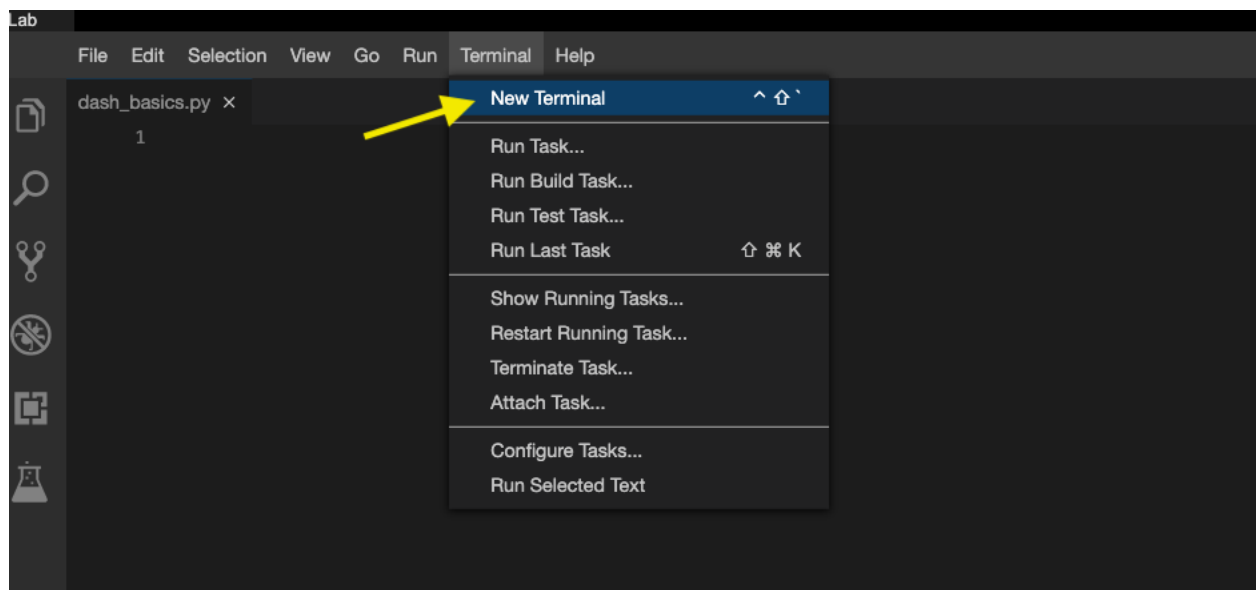 Lab
File Edit Selection View Go Run Terminal Help
dash_basics.py ×
1
New Terminal ^ ⇧ `
Run Task...
Run Build Task...
Run Test Task...
Run Last Task ⇧ ⌘ K
Show Running Tasks...
Restart Running Task...
Terminate Task...
Attach Task...
Configure Tasks...
Run Selected Text